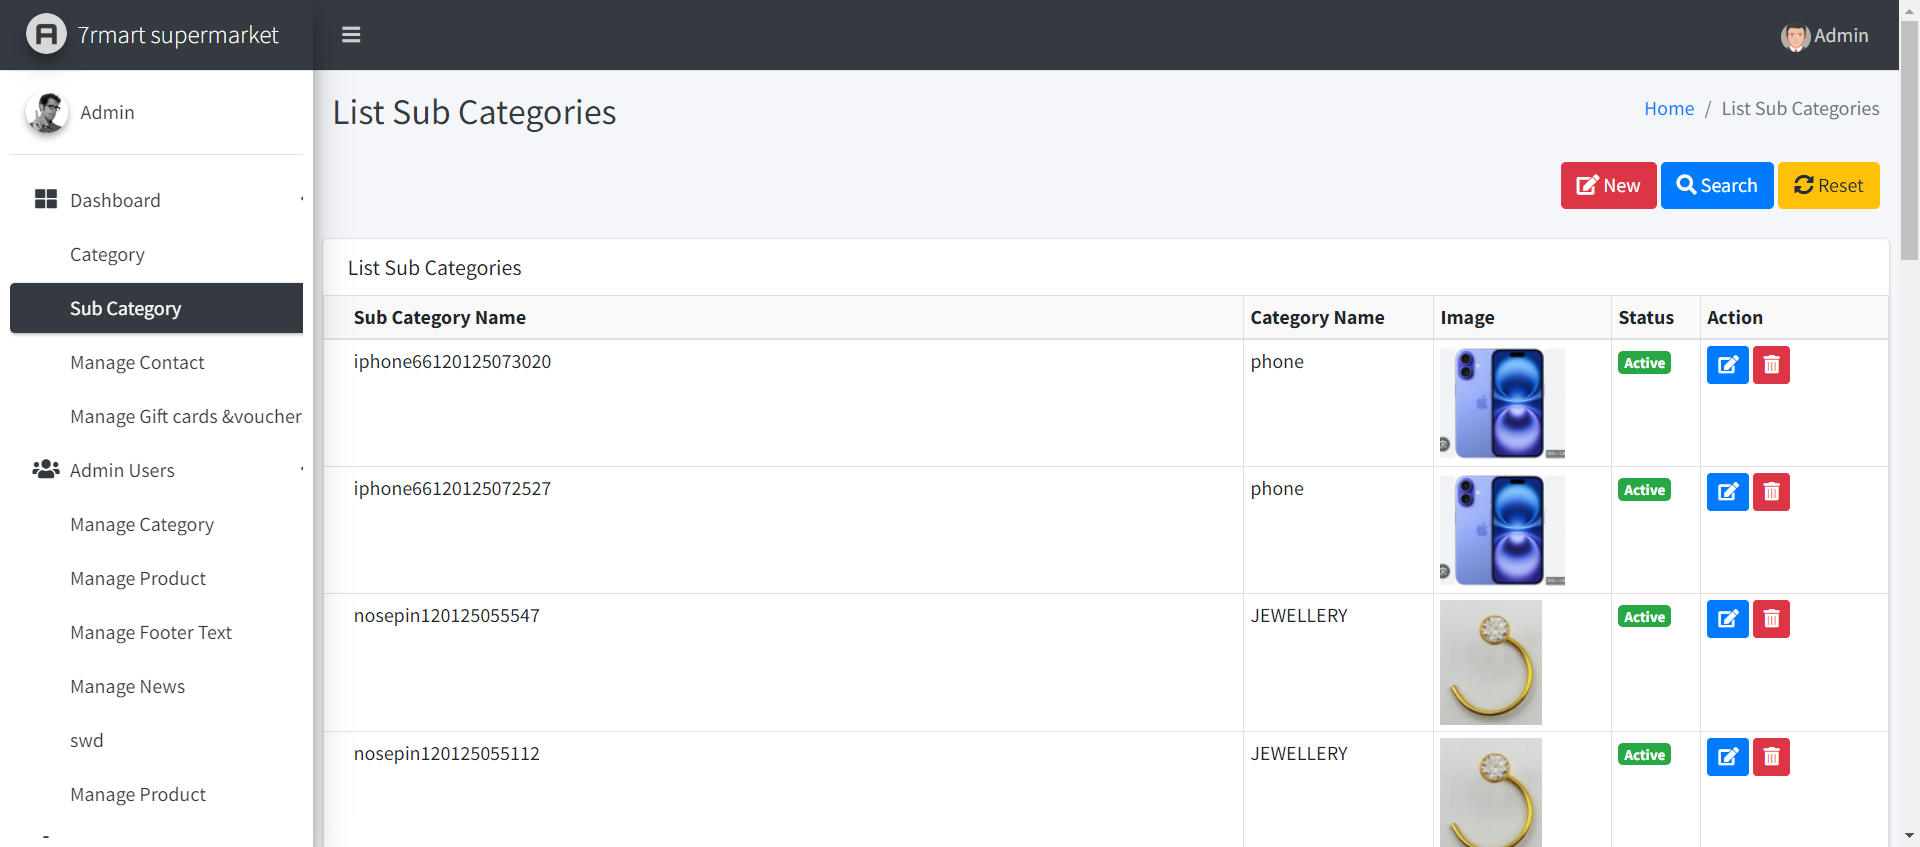 7rmart supermarket
Admin
Admin
List Sub Categories
Home / List Sub Categories
New Search Reset
Dashboard
Category
Sub Category
Manage Contact
Manage Gift cards &voucher
Admin Users
Manage Category
Manage Product
Manage Footer Text
Manage News
swd
Manage Product
List Sub Categories
Sub Category Name Category Name Image Status Action
iphone66120125073020 phone Active
iphone66120125072527 phone Active
nosepin120125055547 JEWELLERY Active
nosepin120125055112 JEWELLERY Active